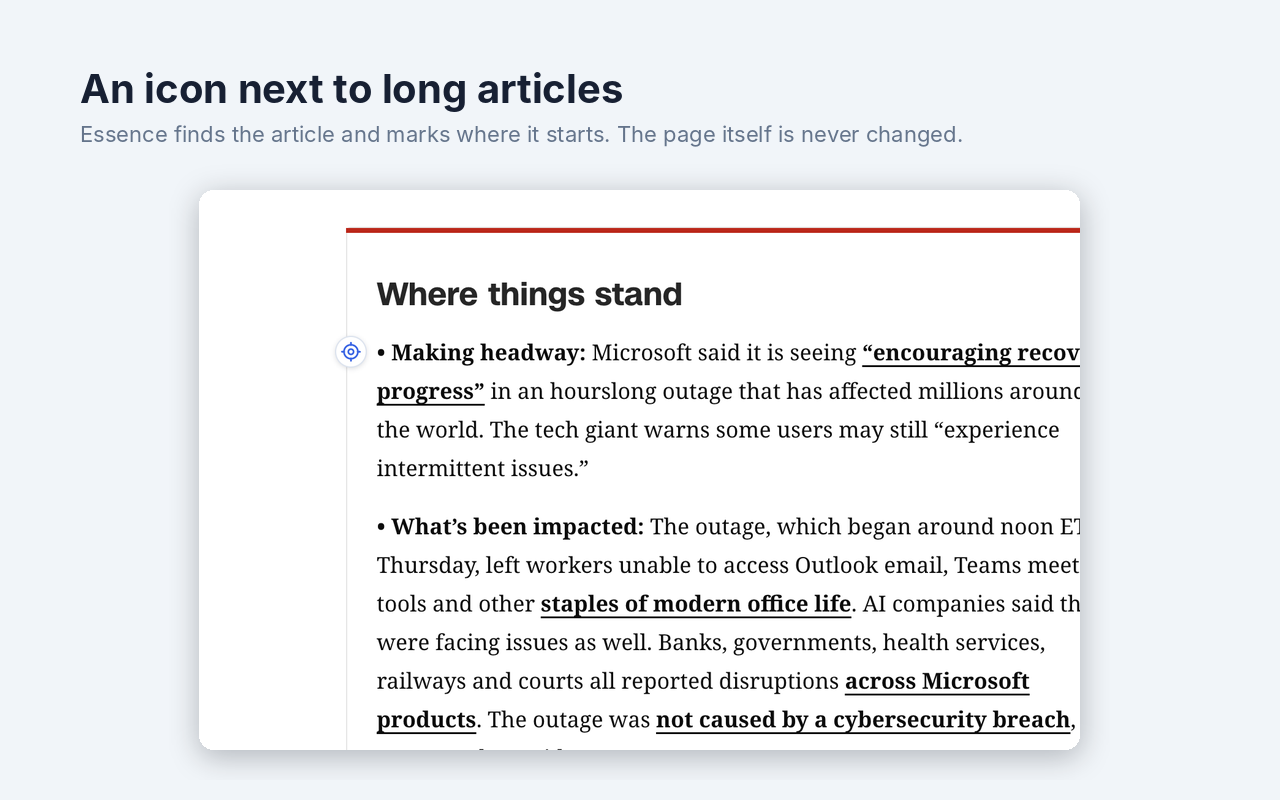 An icon next to long articles
Essence finds the article and marks where it starts. The page itself is never changed.
Where things stand
• Making headway: Microsoft said it is seeing “encouraging recov
progress” in an hourslong outage that has affected millions around
the world. The tech giant warns some users may still “experience
intermittent issues.”
• What’s been impacted: The outage, which began around noon ET
Thursday, left workers unable to access Outlook email, Teams meet
tools and other staples of modern office life. AI companies said th
were facing issues as well. Banks, governments, health services,
railways and courts all reported disruptions across Microsoft
products. The outage was not caused by a cybersecurity breach,